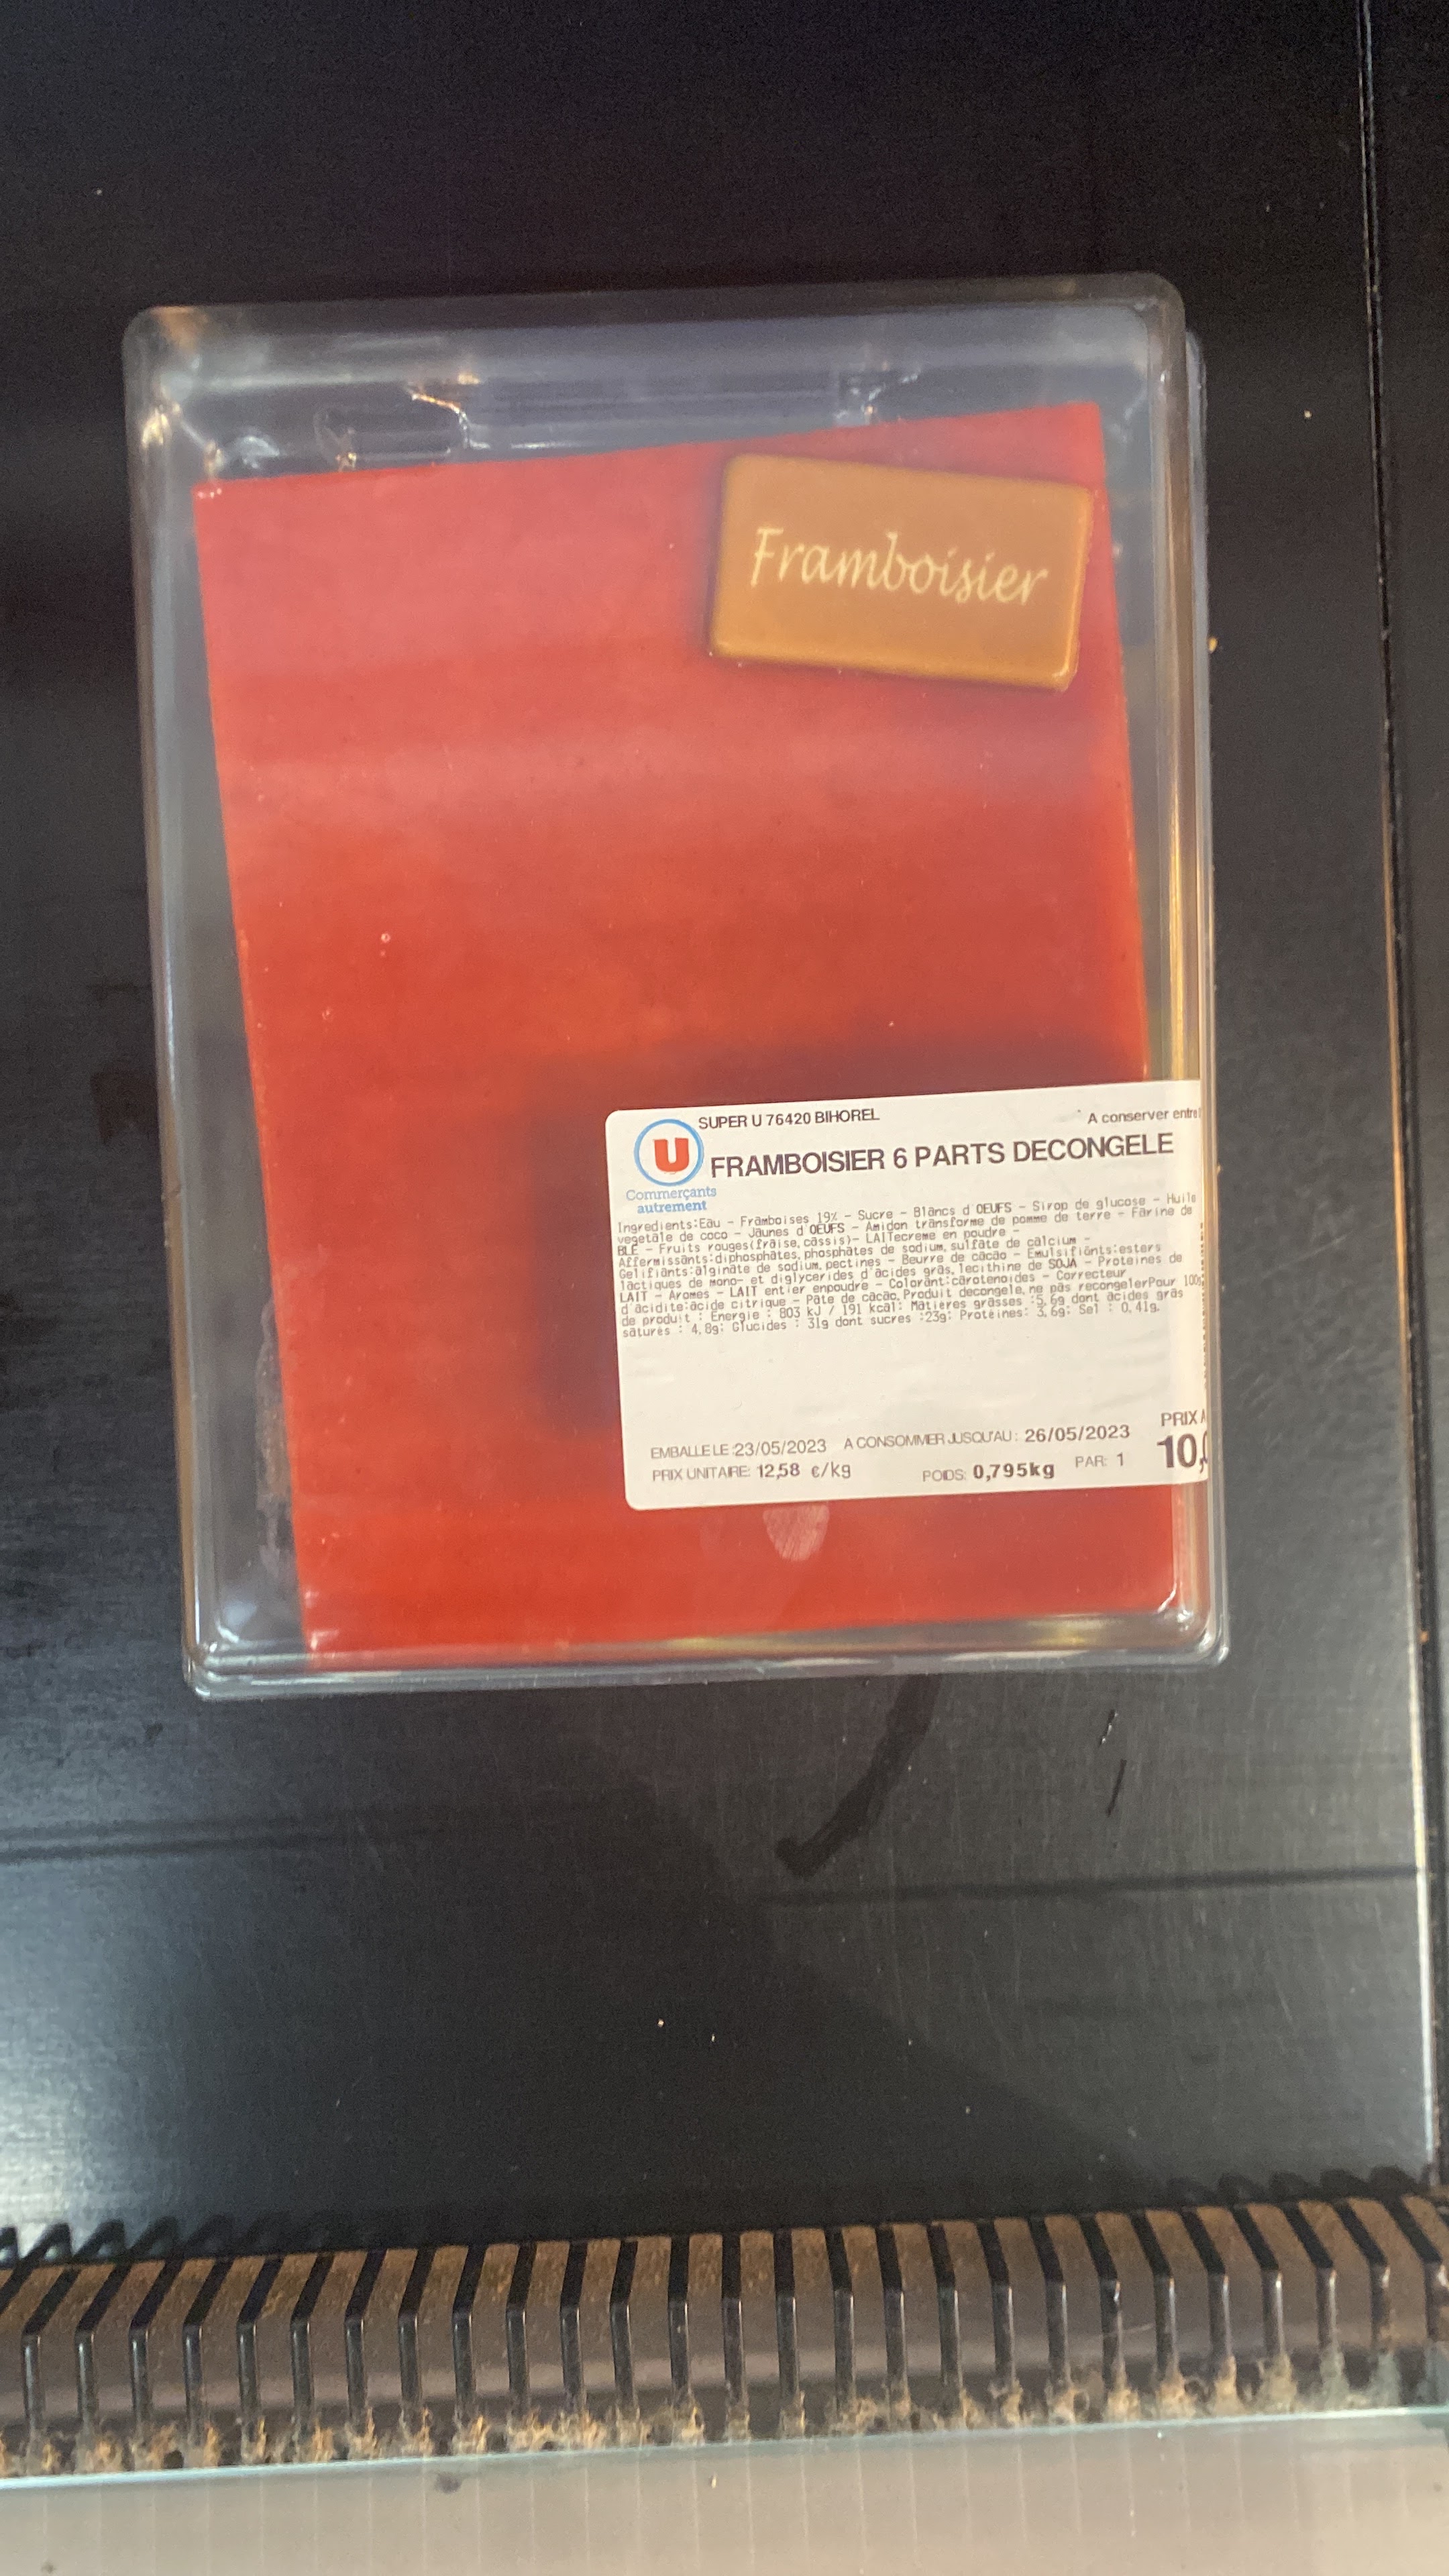 Framboisier
SUPER U 76420 BIHOREL
A conserver entre
U
FRAMBOISIER 6 PARTS DECONGELE
Commerçants
autrement
Ingredients:Eau - Framboises 19% - Sucre - Blancs d'OEUFS - Sirop de glucose - Huile
vegetale de coco - Jaunes d'OEUFS - Amidon transforme de pomme de terre - Farine de
BLE - Fruits rouges(fraise,cassis)- LAITecreme en poudre -
Affermissants:diphosphates,phosphates de sodium,sulfate de calcium -
Gelifiants:alginate de sodium,pectines - Beurre de cacao - Emulsifiants:esters
lactiques de mono- et diglycerides d'acides gras,lecithine de SOJA - Proteines de
LAIT - Aromes - LAIT entier enpoudre - Colorant:carotenoides - Correcteur
d'acidite:acide citrique - Pâte de cacao.Produit decongele,ne pas recongelerPour 100g
de produit : Energie : 803 kJ / 191 kcal: Matieres grasses :5,6g dont acides gras
satures : 4,8g; Glucides : 31g dont sucres :23g; Proteines: 3,6g; Sel : 0,41g.
EMBALLE LE :23/05/2023 A CONSOMMER JUSQU'AU : 26/05/2023
PRIX A
PRIX UNITAIRE: 12,58 €/kg POIDS: 0,795kg PAR: 1 10,0